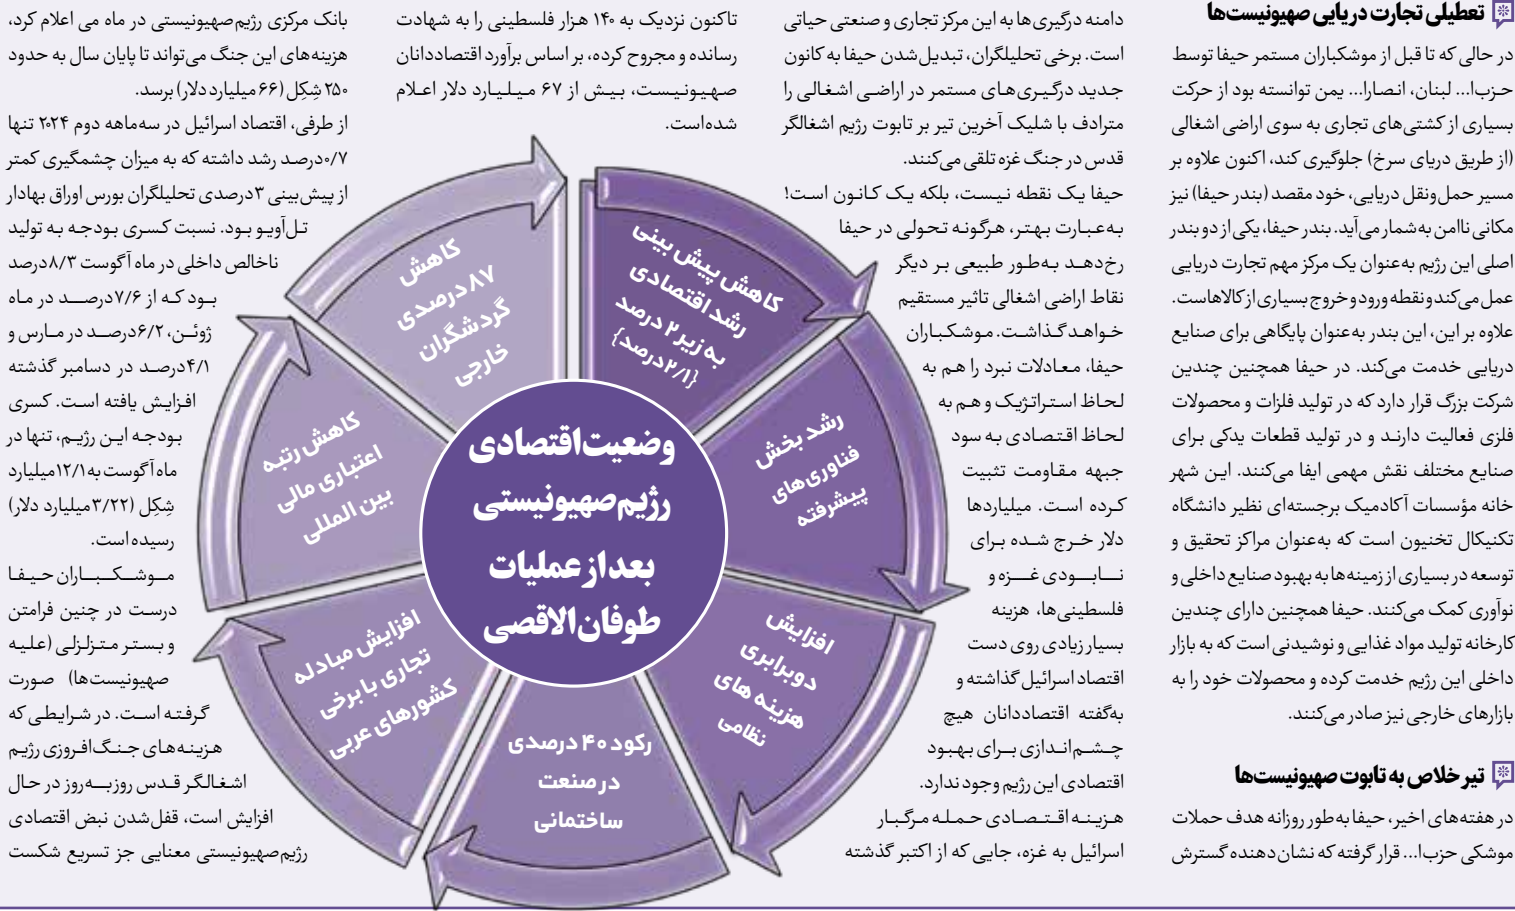 تعطیلی تجارت دریایی صهیونیست‌ها
در حالی که تا قبل از موشکباران مستمر حیفا توسط
حزب‌ا... لبنان، انصارا... یمن توانسته بود از حرکت
بسیاری از کشتی‌های تجاری به سوی اراضی اشغالی
(از طریق دریای سرخ) جلوگیری کند، اکنون علاوه بر
مسیر حمل‌ونقل دریایی، خود مقصد (بندر حیفا) نیز
مکانی ناامن به‌شمار می‌آید. بندر حیفا، یکی از دو بندر
اصلی این رژیم به‌عنوان یک مرکز مهم تجارت دریایی
عمل می‌کند و نقطه ورود و خروج بسیاری از کالاهاست.
علاوه بر این، این بندر به‌عنوان پایگاهی برای صنایع
دریایی خدمت می‌کند. در حیفا همچنین چندین
شرکت بزرگ قرار دارد که در تولید فلزات و محصولات
فلزی فعالیت دارند و در تولید قطعات یدکی برای
صنایع مختلف نقش مهمی ایفا می‌کنند. این شهر
خانه مؤسسات آکادمیک برجسته‌ای نظیر دانشگاه
تکنیکال تخنیون است که به‌عنوان مراکز تحقیق و
توسعه در بسیاری از زمینه‌ها به بهبود صنایع داخلی و
نوآوری کمک می‌کنند. حیفا همچنین دارای چندین
کارخانه تولید مواد غذایی و نوشیدنی است که به بازار
داخلی این رژیم خدمت کرده و محصولات خود را به
بازارهای خارجی نیز صادر می‌کنند.
تیر خلاص به تابوت صهیونیست‌ها
در هفته‌های اخیر، حیفا به‌طور روزانه هدف حملات
موشکی حزب‌ا... قرار گرفته که نشان دهنده گسترش
دامنه درگیری‌ها به این مرکز تجاری و صنعتی حیاتی
است. برخی تحلیلگران، تبدیل‌شدن حیفا به کانون
جدید درگیری‌های مستمر در اراضی اشغالی را
مترادف با شلیک آخرین تیر بر تابوت رژیم اشغالگر
قدس در جنگ غزه تلقی می‌کنند.
حیفا یک نقطه نیست، بلکه یک کانون است!
به‌عبارت بهتر، هرگونه تحولی در حیفا
رخ‌دهد به‌طور طبیعی بر دیگر
نقاط اراضی اشغالی تاثیر مستقیم
خواهد گذاشت. موشکباران
حیفا، معادلات نبرد را هم به
لحاظ استراتژیک و هم به
لحاظ اقتصادی به سود
جبهه مقاومت تثبیت
کرده است. میلیاردها
دلار خرج شده برای
نابودی غزه و
فلسطینی‌ها، هزینه
بسیار زیادی روی دست
اقتصاد اسرائیل گذاشته و
به‌گفته اقتصاددانان هیچ
چشم‌اندازی برای بهبود
اقتصادی این رژیم وجود ندارد.
هزینه اقتصادی حمله مرگبار
اسرائیل به غزه، جایی که از اکتبر گذشته
تاکنون نزدیک به ۱۴۰ هزار فلسطینی را به شهادت
رسانده و مجروح کرده، بر اساس برآورد اقتصاددانان
صهیونیست، بیش از ۶۷ میلیارد دلار اعلام
شده‌است.
بانک مرکزی رژیم‌صهیونیستی در ماه می اعلام کرد،
هزینه‌های این جنگ می‌تواند تا پایان سال به حدود
۲۵۰ شِکِل (۶۶ میلیارد دلار) برسد.
از طرفی، اقتصاد اسرائیل در سه‌ماهه دوم ۲۰۲۴ تنها
۰/۷درصد رشد داشته که به میزان چشمگیری کمتر
از پیش‌بینی ۳درصدی تحلیلگران بورس اوراق بهادار
تل‌آویو بود. نسبت کسری بودجه به تولید
ناخالص داخلی در ماه آگوست ۸/۳درصد
بود که از ۷/۶درصد در ماه
ژوئن، ۶/۲درصد در مارس و
۴/۱درصد در دسامبر گذشته
افزایش یافته است. کسری
بودجه این رژیم، تنها در
ماه آگوست به ۱۲/۱میلیارد
شِکِل (۳/۲۲میلیارد دلار)
رسیده است.
موشکباران حیفا
درست در چنین فرامتن
و بستر متزلزلی (علیه
صهیونیست‌ها) صورت
گرفته است. در شرایطی که
هزینه‌های جنگ‌افروزی رژیم
اشغالگر قدس روزبه‌روز در حال
افزایش است، قفل‌شدن نبض اقتصادی
رژیم‌صهیونیستی معنایی جز تسریع شکست
وضعیت اقتصادی
رژیم‌صهیونیستی
بعد از عملیات
طوفان‌الاقصی
کاهش پیش بینی
رشد اقتصادی
به زیر ۲ درصد
{۲/۱درصد}
رشد بخش
فناوری‌های
پیشرفته
افزایش
دوبرابری
هزینه های
نظامی
رکود ۴۰ درصدی
در صنعت
ساختمانی
افزایش مبادله
تجاری با برخی
کشورهای عربی
کاهش رتبه
اعتباری مالی
بین المللی
کاهش
۸۷درصدی
گردشگران
خارجی